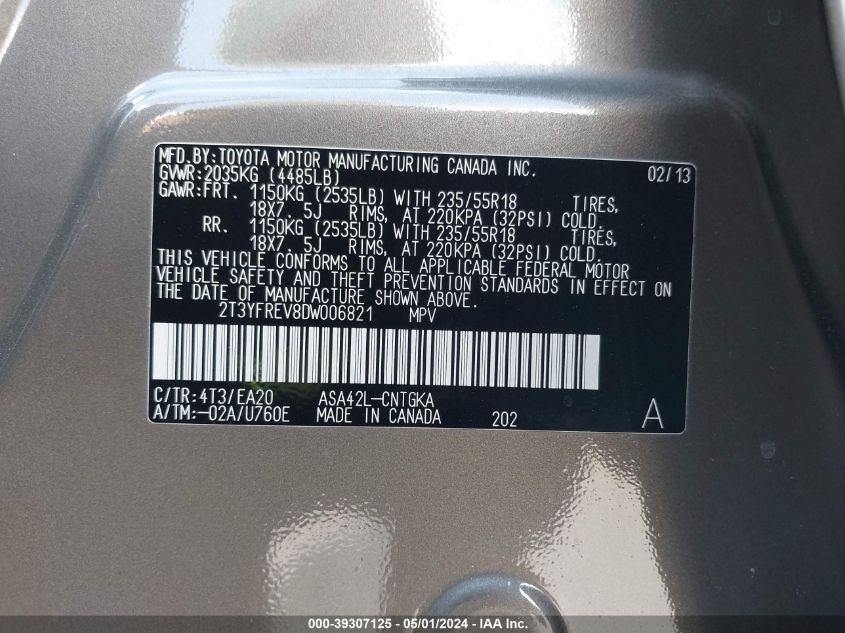 MFD.BY:TOYOTA MOTOR MANUFACTURING CANADA INC. 02/13
GVWR:2035KG (4485LB)
GAWR:FRT. 1150KG (2535LB) WITH 235/55R18 TIRES,
18X7. 5J RIMS, AT 220KPA (32PSI) COLD.
RR. 1150KG (2535LB) WITH 235/55R18 TIRES,
18X7. 5J RIMS, AT 220KPA (32PSI) COLD.
THIS VEHICLE CONFORMS TO ALL APPLICABLE FEDERAL MOTOR
VEHICLE SAFETY AND THEFT PREVENTION STANDARDS IN EFFECT ON
THE DATE OF MANUFACTURE SHOWN ABOVE.
2T3YFREV8DW006821 MPV
C/TR:4T3/EA20 ASA42L-CNTGKA
A/TM:-02A/U760E MADE IN CANADA 202 A
000-39307125 - 05/01/2024 - IAA Inc.